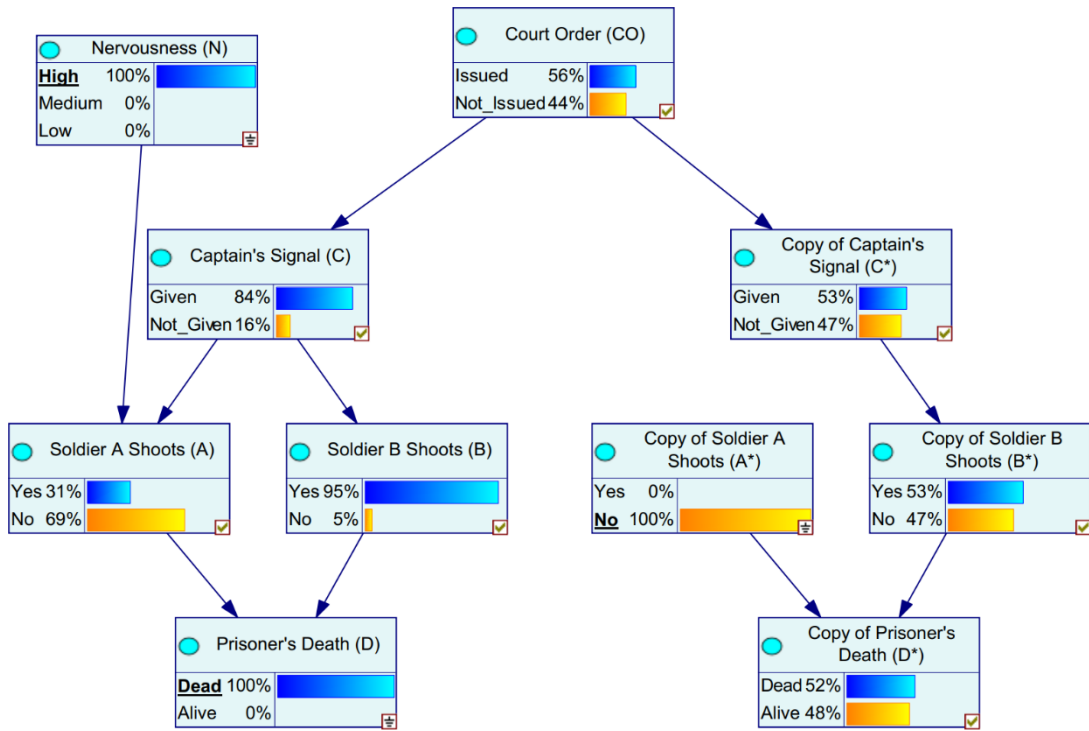 Nervousness (N)
High 100%
Medium 0%
Low 0%
Court Order (CO)
Issued 56%
Not_Issued 44%
Captain's Signal (C)
Given 84%
Not_Given 16%
Copy of Captain's
Signal (C*)
Given 53%
Not_Given 47%
Soldier A Shoots (A)
Yes 31%
No 69%
Soldier B Shoots (B)
Yes 95%
No 5%
Copy of Soldier A
Shoots (A*)
Yes 0%
No 100%
Copy of Soldier B
Shoots (B*)
Yes 53%
No 47%
Prisoner's Death (D)
Dead 100%
Alive 0%
Copy of Prisoner's
Death (D*)
Dead 52%
Alive 48%